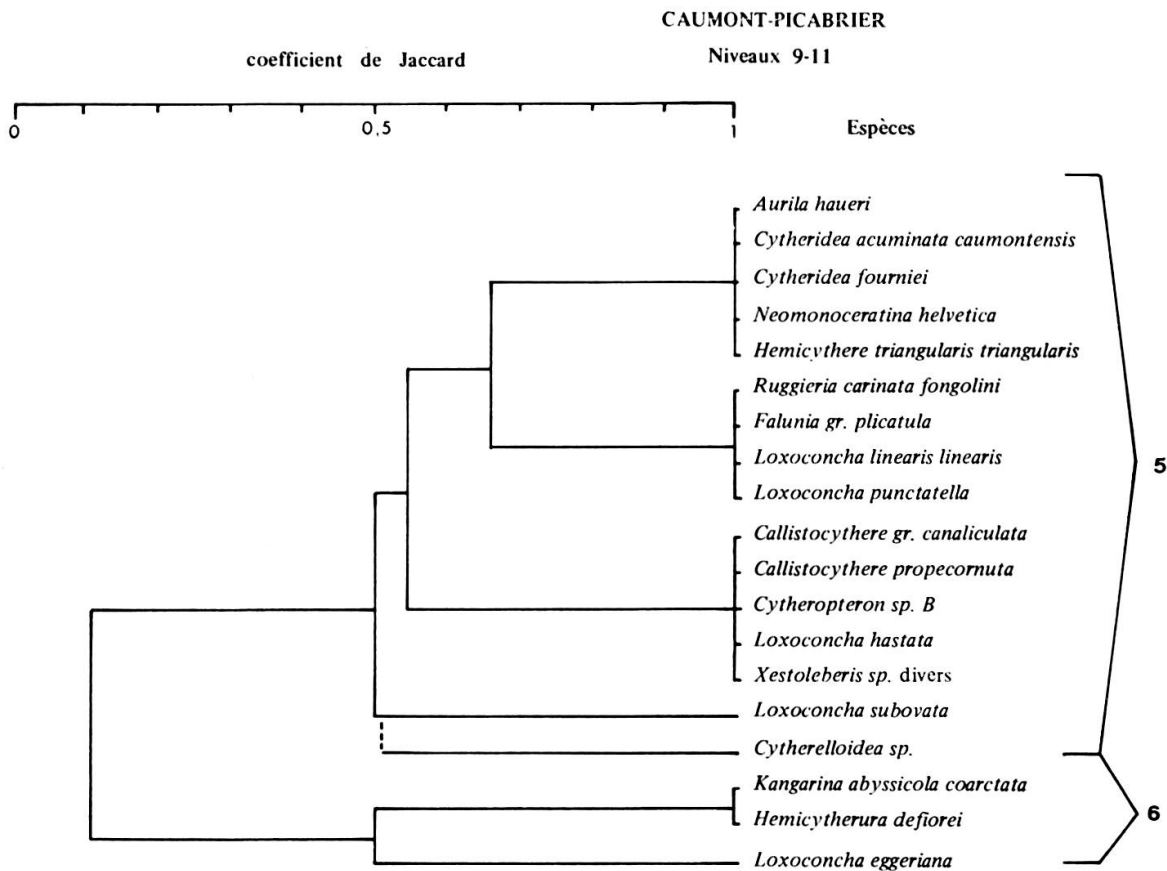 CAUMONT-PICABRIER
coefficient de Jaccard
Niveaux 9-11
0
0,5
1
Espèces
Aurila haueri
Cytheridea acuminata caumontensis
Cytheridea fourniei
Neomonoceratina helvetica
Hemicythere triangularis triangularis
Ruggieria carinata fongolini
Falunia gr. plicatula
Loxoconcha linearis linearis
5
Loxoconcha punctatella
Callistocythere gr. canaliculata
Callistocythere propecornuta
Cytheropteron sp. B
Loxoconcha hastata
Xestoleberis sp. divers
Loxoconcha subovata
Cytherelloidea sp.
Kangarina abyssicola coarctata
6
Hemicytherura defiorei
Loxoconcha eggeriana